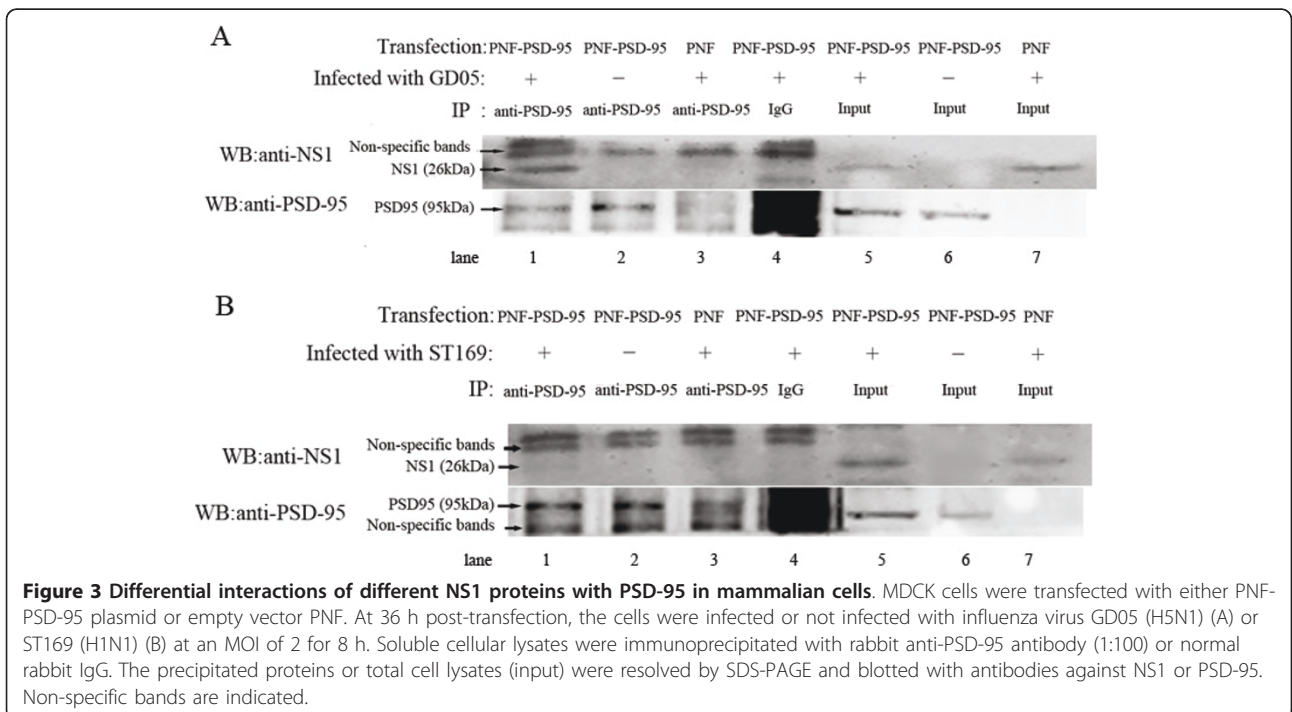 A
Transfection: PNF-PSD-95 PNF-PSD-95 PNF PNF-PSD-95 PNF-PSD-95 PNF-PSD-95 PNF
Infected with GD05: + − + + + − +
IP : anti-PSD-95 anti-PSD-95 anti-PSD-95 IgG Input Input Input
WB:anti-NS1 Non-specific bands
NS1 (26kDa)
WB:anti-PSD-95 PSD95 (95kDa)
lane 1 2 3 4 5 6 7
B
Transfection: PNF-PSD-95 PNF-PSD-95 PNF PNF-PSD-95 PNF-PSD-95 PNF-PSD-95 PNF
Infected with ST169: + − + + + − +
IP: anti-PSD-95 anti-PSD-95 anti-PSD-95 IgG Input Input Input
WB:anti-NS1 Non-specific bands
NS1 (26kDa)
WB:anti-PSD-95 PSD95 (95kDa)
Non-specific bands
lane 1 2 3 4 5 6 7
Figure 3 Differential interactions of different NS1 proteins with PSD-95 in mammalian cells. MDCK cells were transfected with either PNF-
PSD-95 plasmid or empty vector PNF. At 36 h post-transfection, the cells were infected or not infected with influenza virus GD05 (H5N1) (A) or
ST169 (H1N1) (B) at an MOI of 2 for 8 h. Soluble cellular lysates were immunoprecipitated with rabbit anti-PSD-95 antibody (1:100) or normal
rabbit IgG. The precipitated proteins or total cell lysates (input) were resolved by SDS-PAGE and blotted with antibodies against NS1 or PSD-95.
Non-specific bands are indicated.